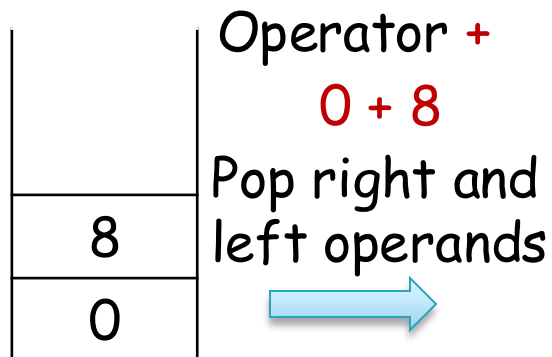 Operator +
0 + 8
Pop right and
left operands
8
0